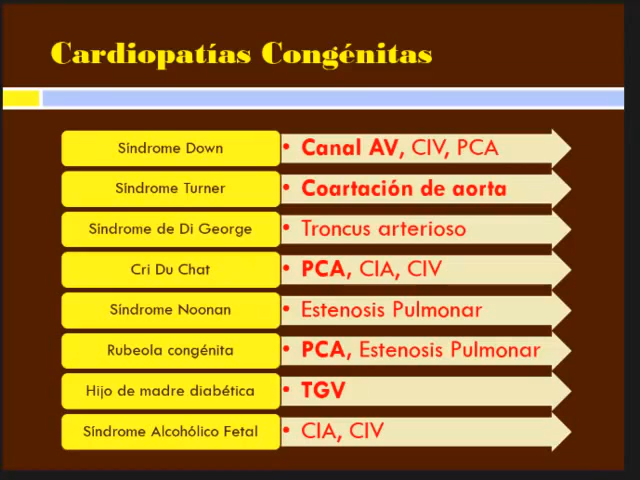 Cardiopatías Congénitas
Síndrome Down
• Canal AV, CIV, PCA
Síndrome Turner
• Coartación de aorta
Síndrome de Di George
• Troncus arterioso
Cri Du Chat
• PCA, CIA, CIV
Síndrome Noonan
• Estenosis Pulmonar
Rubeola congénita
• PCA, Estenosis Pulmonar
Hijo de madre diabética
• TGV
Síndrome Alcohólico Fetal
• CIA, CIV